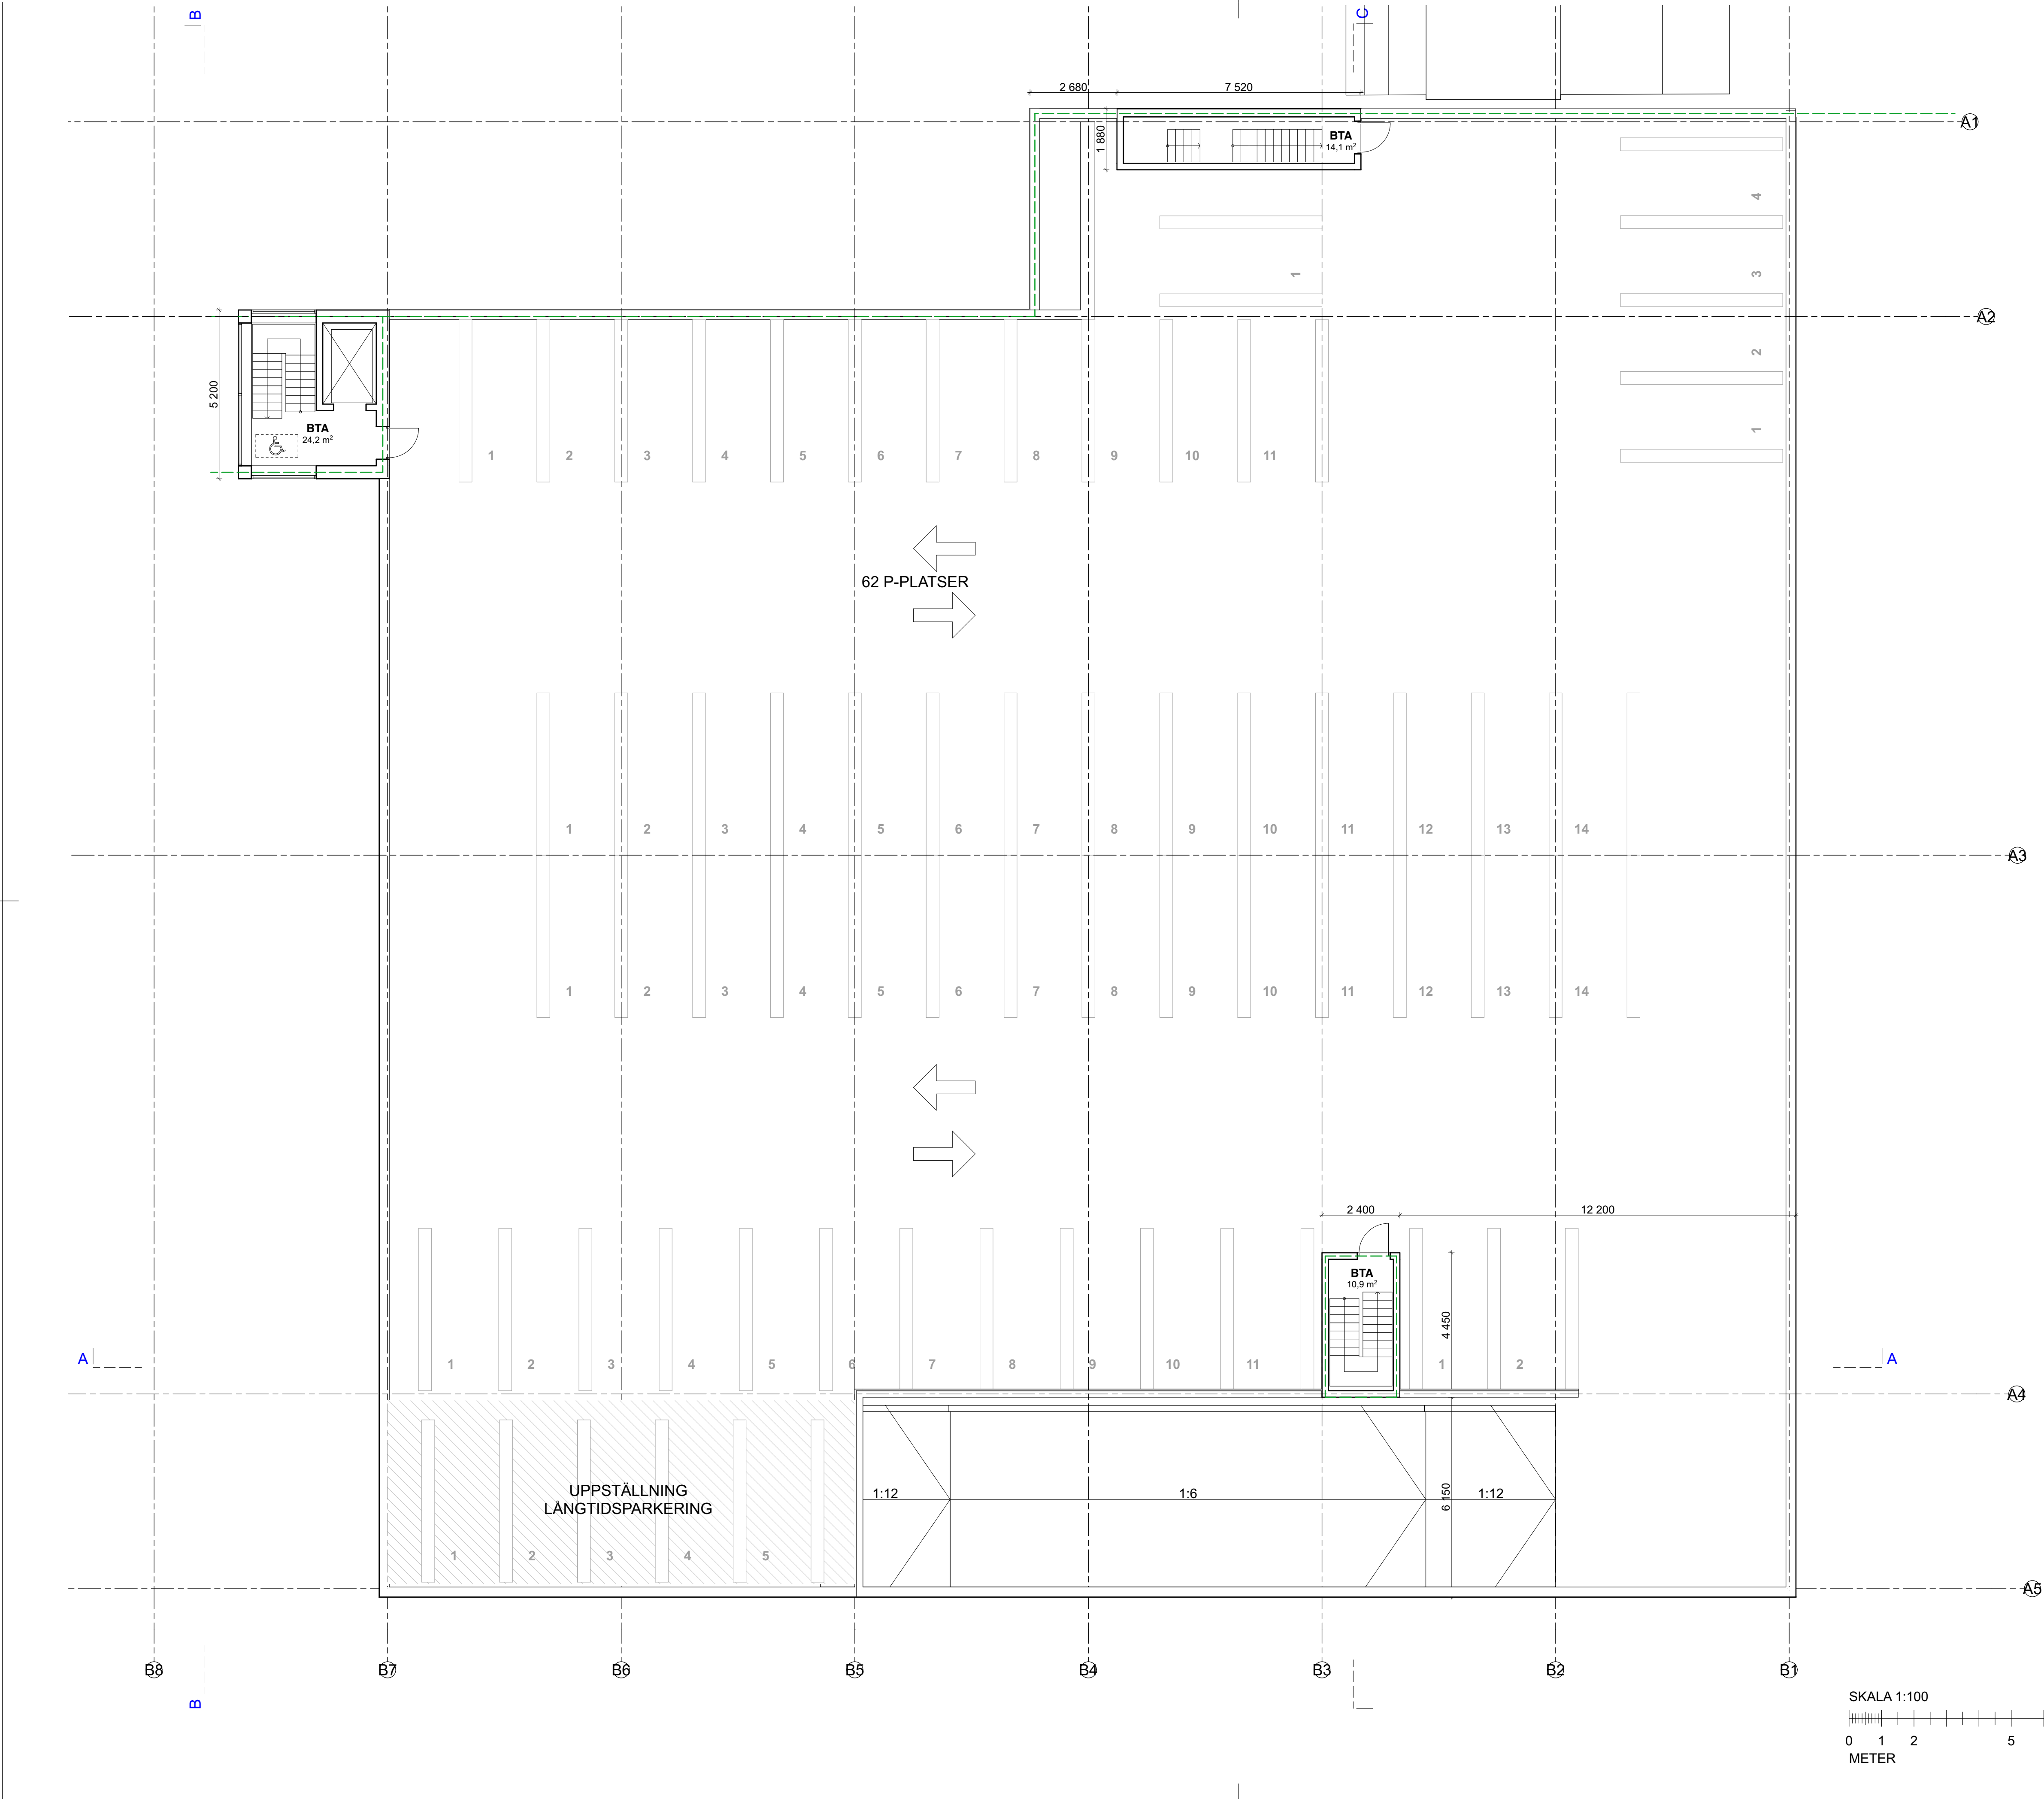 B
C
2 680
7 520
A1
1 880
BTA
14,1 m²
4
3
1
2
1
A2
5 200
BTA
24,2 m²
1 2 3 4 5 6 7 8 9 10 11
62 P-PLATSER
1 2 3 4 5 6 7 8 9 10 11 12 13 14
A3
1 2 3 4 5 6 7 8 9 10 11 12 13 14
2 400
12 200
BTA
10,9 m²
4 450
A
1 2 3 4 5 6 7 8 9 10 11 1 2
A
A4
UPPSTÄLLNING
LÅNGTIDSPARKERING
1:12
1:6
1:12
6 150
1 2 3 4 5
A5
B8 B7 B6 B5 B4 B3 B2 B1
B
SKALA 1:100
0 1 2 5
METER